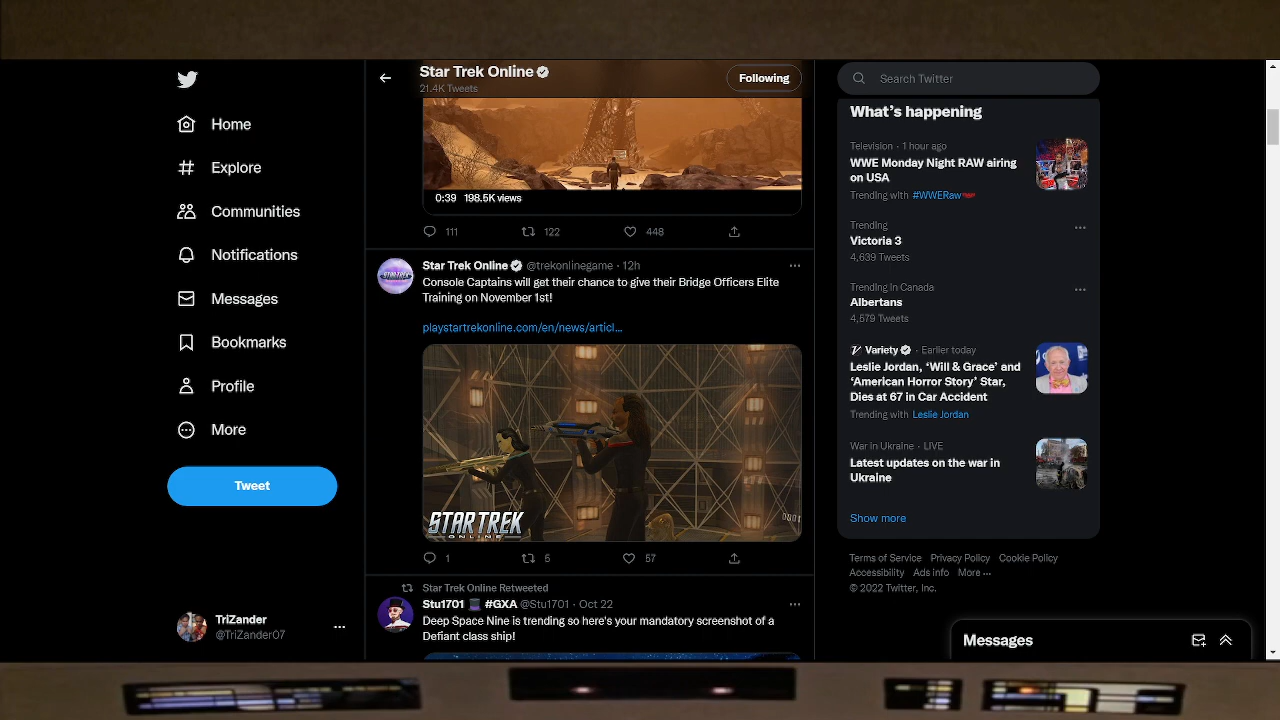 Home
Explore
Communities
Notifications
Messages
Bookmarks
Profile
More
Tweet
TriZander
@TriZander07
Star Trek Online
21.4K Tweets
Following
0:39 198.5K views
111 122 448
Star Trek Online @trekonlinegame · 12h
Console Captains will get their chance to give their Bridge Officers Elite
Training on November 1st!
playstartrekonline.com/en/news/articl...
STAR TREK
ONLINE
1 5 57
Star Trek Online Retweeted
Stu1701 #GXA @Stu1701 · Oct 22
Deep Space Nine is trending so here's your mandatory screenshot of a
Defiant class ship!
Search Twitter
What's happening
Television · 1 hour ago
WWE Monday Night RAW airing
on USA
Trending with #WWERaw
Trending
Victoria 3
4,639 Tweets
Trending in Canada
Albertans
4,579 Tweets
Variety · Earlier today
Leslie Jordan, ‘Will & Grace’ and
‘American Horror Story’ Star,
Dies at 67 in Car Accident
Trending with Leslie Jordan
War in Ukraine · LIVE
Latest updates on the war in
Ukraine
Show more
Terms of Service Privacy Policy Cookie Policy
Accessibility Ads info More ···
© 2022 Twitter, Inc.
Messages